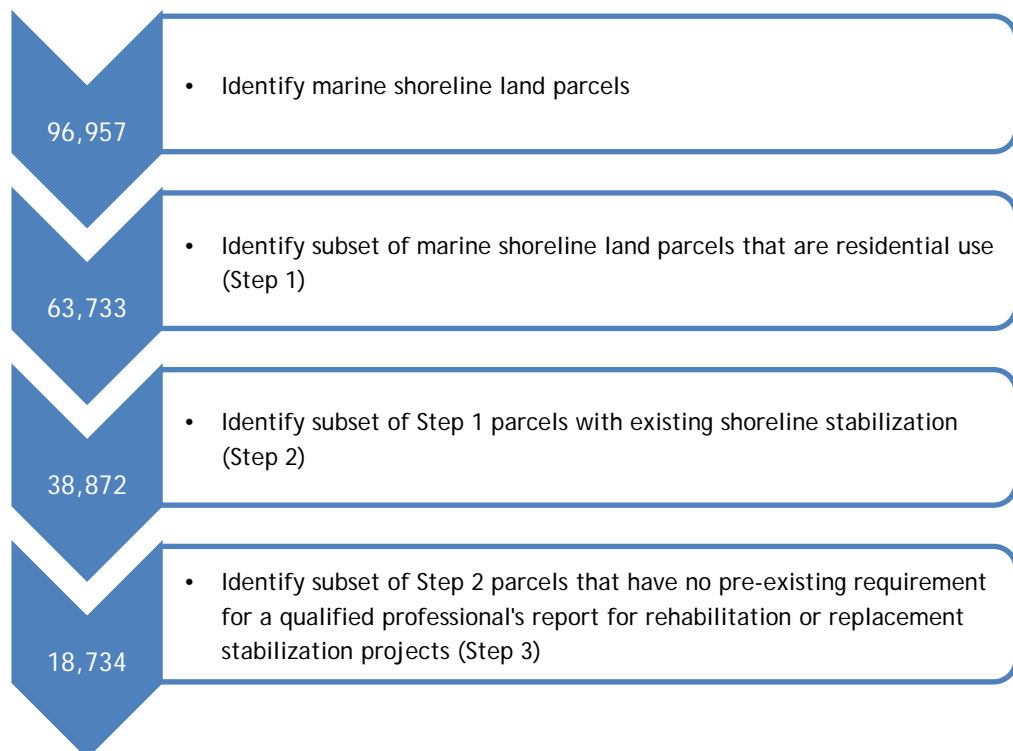 • Identify marine shoreline land parcels
96,957
• Identify subset of marine shoreline land parcels that are residential use
(Step 1)
63,733
• Identify subset of Step 1 parcels with existing shoreline stabilization
(Step 2)
38,872
• Identify subset of Step 2 parcels that have no pre-existing requirement
for a qualified professional's report for rehabilitation or replacement
stabilization projects (Step 3)
18,734